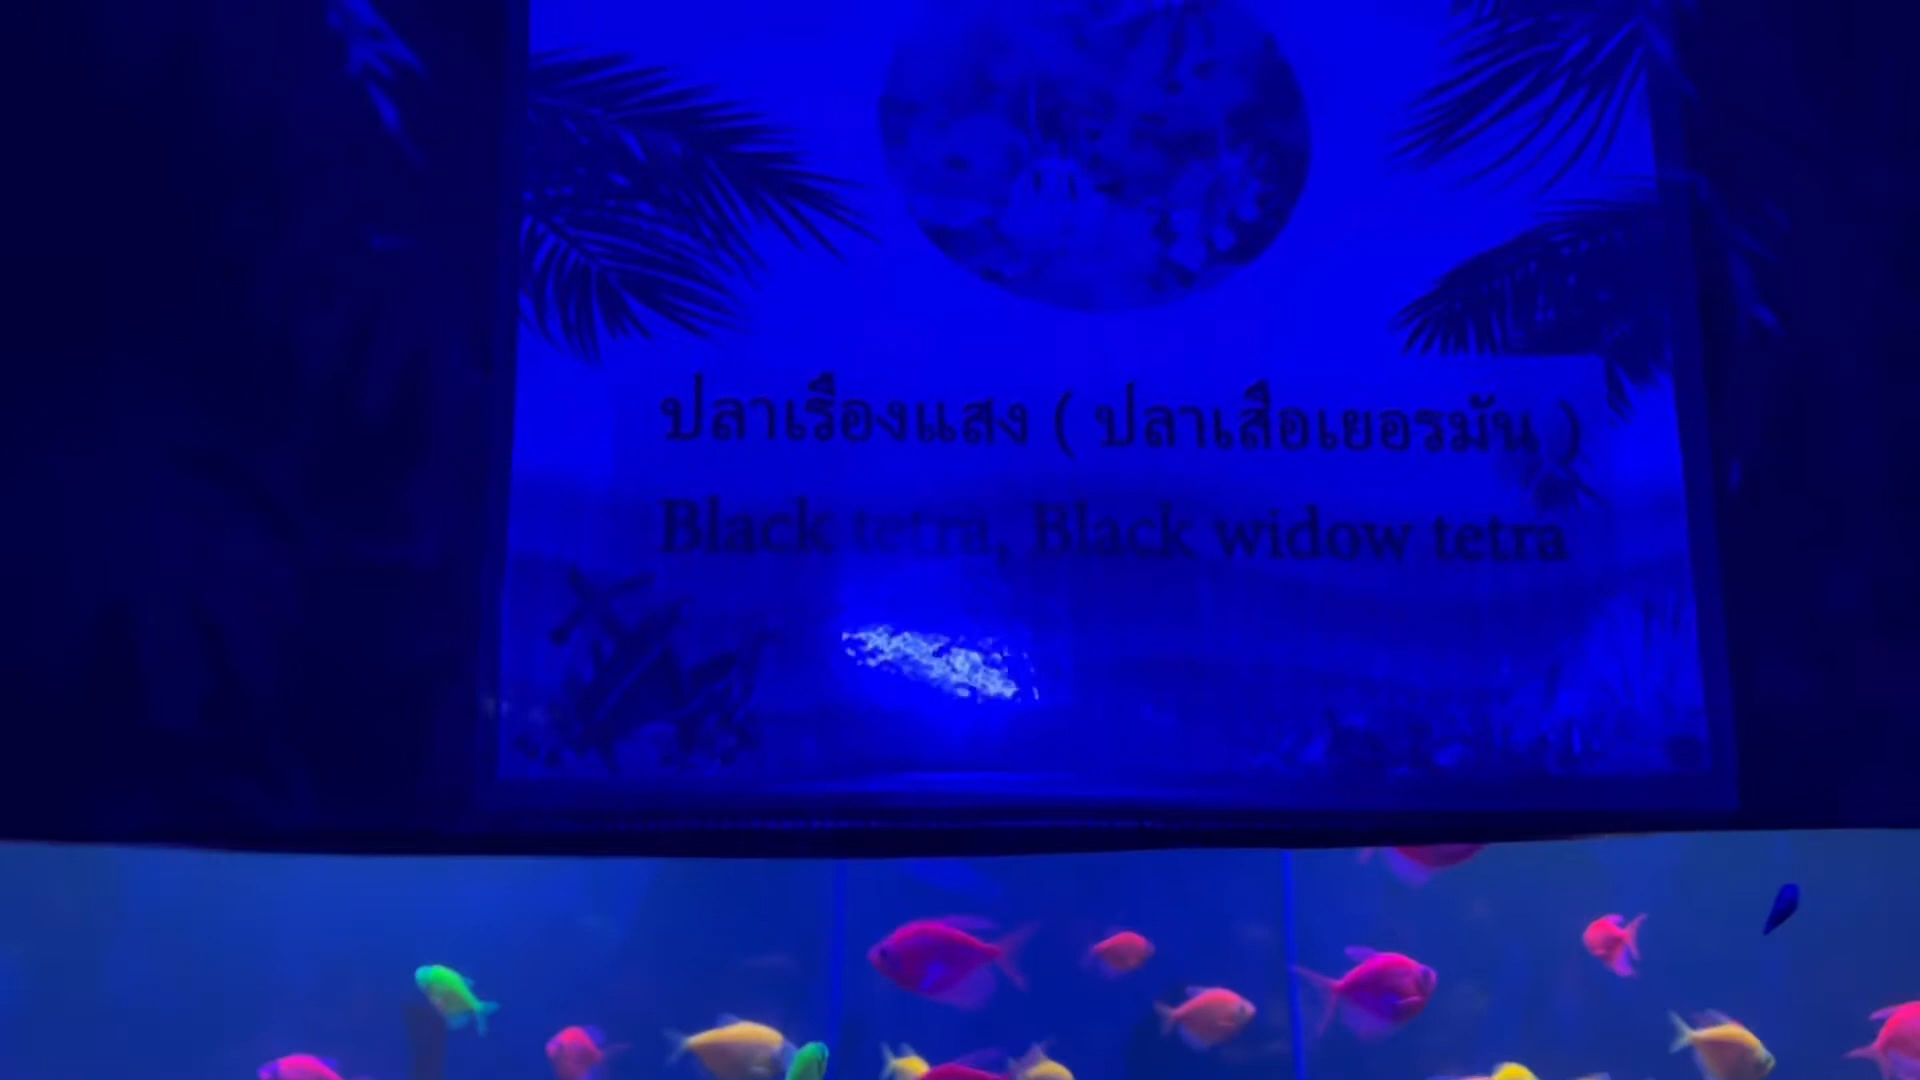 ปลาเรืองแสง ( ปลาเสือเยอรมัน )
Black tetra, Black widow tetra